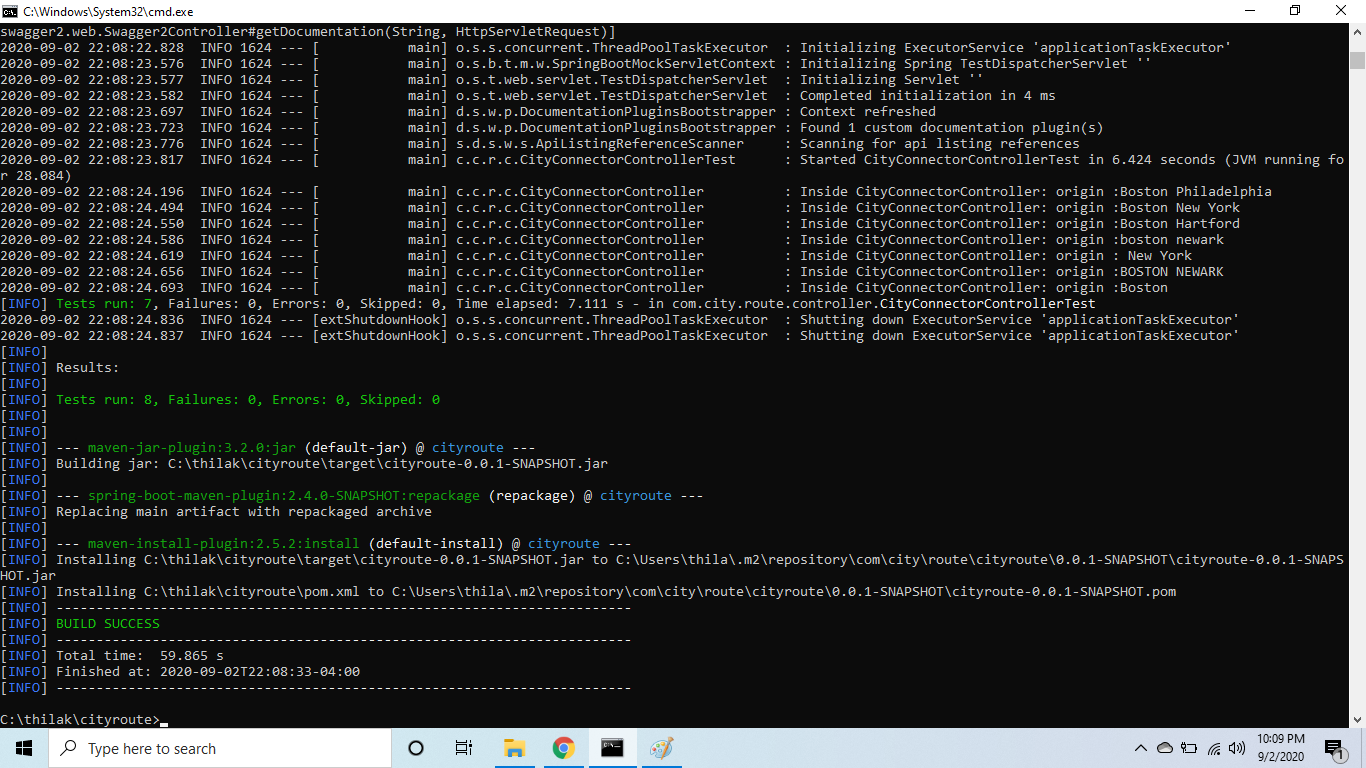 C:\Windows\System32\cmd.exe
swagger2.web.Swagger2Controller#getDocumentation(String, HttpServletRequest)]
2020-09-02 22:08:22.828  INFO 1624 --- [           main] o.s.s.concurrent.ThreadPoolTaskExecutor  : Initializing ExecutorService 'applicationTaskExecutor'
2020-09-02 22:08:23.576  INFO 1624 --- [           main] o.s.b.t.m.w.SpringBootMockServletContext : Initializing Spring TestDispatcherServlet ''
2020-09-02 22:08:23.577  INFO 1624 --- [           main] o.s.t.web.servlet.TestDispatcherServlet  : Initializing Servlet ''
2020-09-02 22:08:23.582  INFO 1624 --- [           main] o.s.t.web.servlet.TestDispatcherServlet  : Completed initialization in 4 ms
2020-09-02 22:08:23.697  INFO 1624 --- [           main] d.s.w.p.DocumentationPluginsBootstrapper : Context refreshed
2020-09-02 22:08:23.723  INFO 1624 --- [           main] d.s.w.p.DocumentationPluginsBootstrapper : Found 1 custom documentation plugin(s)
2020-09-02 22:08:23.776  INFO 1624 --- [           main] s.d.s.w.s.ApiListingReferenceScanner     : Scanning for api listing references
2020-09-02 22:08:23.817  INFO 1624 --- [           main] c.c.r.c.CityConnectorControllerTest      : Started CityConnectorControllerTest in 6.424 seconds (JVM running fo
r 28.084)
2020-09-02 22:08:24.196  INFO 1624 --- [           main] c.c.r.c.CityConnectorController          : Inside CityConnectorController: origin :Boston Philadelphia
2020-09-02 22:08:24.494  INFO 1624 --- [           main] c.c.r.c.CityConnectorController          : Inside CityConnectorController: origin :Boston New York
2020-09-02 22:08:24.550  INFO 1624 --- [           main] c.c.r.c.CityConnectorController          : Inside CityConnectorController: origin :Boston Hartford
2020-09-02 22:08:24.586  INFO 1624 --- [           main] c.c.r.c.CityConnectorController          : Inside CityConnectorController: origin :boston newark
2020-09-02 22:08:24.619  INFO 1624 --- [           main] c.c.r.c.CityConnectorController          : Inside CityConnectorController: origin : New York
2020-09-02 22:08:24.656  INFO 1624 --- [           main] c.c.r.c.CityConnectorController          : Inside CityConnectorController: origin :BOSTON NEWARK
2020-09-02 22:08:24.693  INFO 1624 --- [           main] c.c.r.c.CityConnectorController          : Inside CityConnectorController: origin :Boston
[INFO] Tests run: 7, Failures: 0, Errors: 0, Skipped: 0, Time elapsed: 7.111 s - in com.city.route.controller.CityConnectorControllerTest
2020-09-02 22:08:24.836  INFO 1624 --- [extShutdownHook] o.s.s.concurrent.ThreadPoolTaskExecutor  : Shutting down ExecutorService 'applicationTaskExecutor'
2020-09-02 22:08:24.837  INFO 1624 --- [extShutdownHook] o.s.s.concurrent.ThreadPoolTaskExecutor  : Shutting down ExecutorService 'applicationTaskExecutor'
[INFO]
[INFO] Results:
[INFO]
[INFO] Tests run: 8, Failures: 0, Errors: 0, Skipped: 0
[INFO]
[INFO]
[INFO] --- maven-jar-plugin:3.2.0:jar (default-jar) @ cityroute ---
[INFO] Building jar: C:\thilak\cityroute\target\cityroute-0.0.1-SNAPSHOT.jar
[INFO]
[INFO] --- spring-boot-maven-plugin:2.4.0-SNAPSHOT:repackage (repackage) @ cityroute ---
[INFO] Replacing main artifact with repackaged archive
[INFO]
[INFO] --- maven-install-plugin:2.5.2:install (default-install) @ cityroute ---
[INFO] Installing C:\thilak\cityroute\target\cityroute-0.0.1-SNAPSHOT.jar to C:\Users\thila\.m2\repository\com\city\route\cityroute\0.0.1-SNAPSHOT\cityroute-0.0.1-SNAPS
HOT.jar
[INFO] Installing C:\thilak\cityroute\pom.xml to C:\Users\thila\.m2\repository\com\city\route\cityroute\0.0.1-SNAPSHOT\cityroute-0.0.1-SNAPSHOT.pom
[INFO] ------------------------------------------------------------------------
[INFO] BUILD SUCCESS
[INFO] ------------------------------------------------------------------------
[INFO] Total time:  59.865 s
[INFO] Finished at: 2020-09-02T22:08:33-04:00
[INFO] ------------------------------------------------------------------------
C:\thilak\cityroute>
Type here to search
10:09 PM
9/2/2020
1